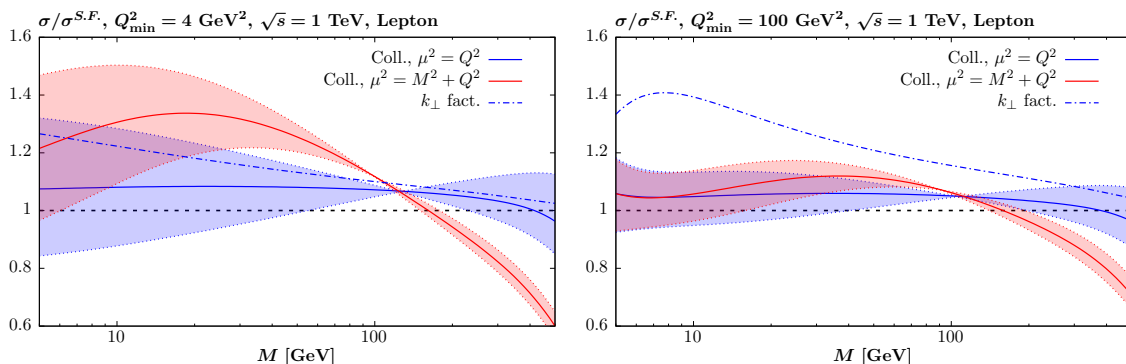 σ/σ^{S.F.}, Q²_min = 4 GeV², √s = 1 TeV, Lepton
1.6
1.4
1.2
1
0.8
0.6
Coll., μ² = Q²
Coll., μ² = M² + Q²
k_⊥ fact.
10
100
M [GeV]
σ/σ^{S.F.}, Q²_min = 100 GeV², √s = 1 TeV, Lepton
1.6
1.4
1.2
1
0.8
0.6
Coll., μ² = Q²
Coll., μ² = M² + Q²
k_⊥ fact.
10
100
M [GeV]